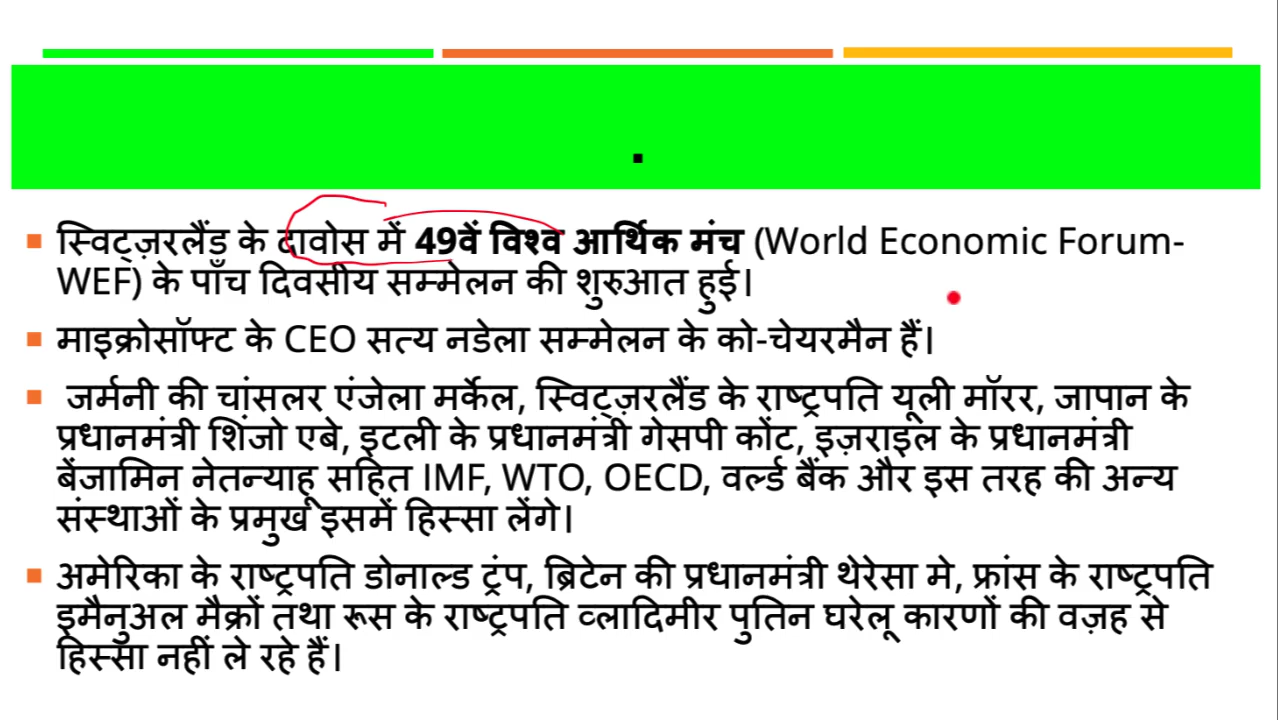 .
स्विट्ज़रलैंड के दावोस में 49वें विश्व आर्थिक मंच (World Economic Forum-
WEF) के पाँच दिवसीय सम्मेलन की शुरुआत हुई।
माइक्रोसॉफ्ट के CEO सत्य नडेला सम्मेलन के को-चेयरमैन हैं।
जर्मनी की चांसलर एंजेला मर्केल, स्विट्ज़रलैंड के राष्ट्रपति यूली मॉरर, जापान के
प्रधानमंत्री शिंजो एबे, इटली के प्रधानमंत्री गेसपी कोंट, इज़राइल के प्रधानमंत्री
बेंजामिन नेतन्याहू सहित IMF, WTO, OECD, वर्ल्ड बैंक और इस तरह की अन्य
संस्थाओं के प्रमुख इसमें हिस्सा लेंगे।
अमेरिका के राष्ट्रपति डोनाल्ड ट्रंप, ब्रिटेन की प्रधानमंत्री थेरेसा मे, फ्रांस के राष्ट्रपति
इमैनुअल मैक्रों तथा रूस के राष्ट्रपति व्लादिमीर पुतिन घरेलू कारणों की वज़ह से
हिस्सा नहीं ले रहे हैं।